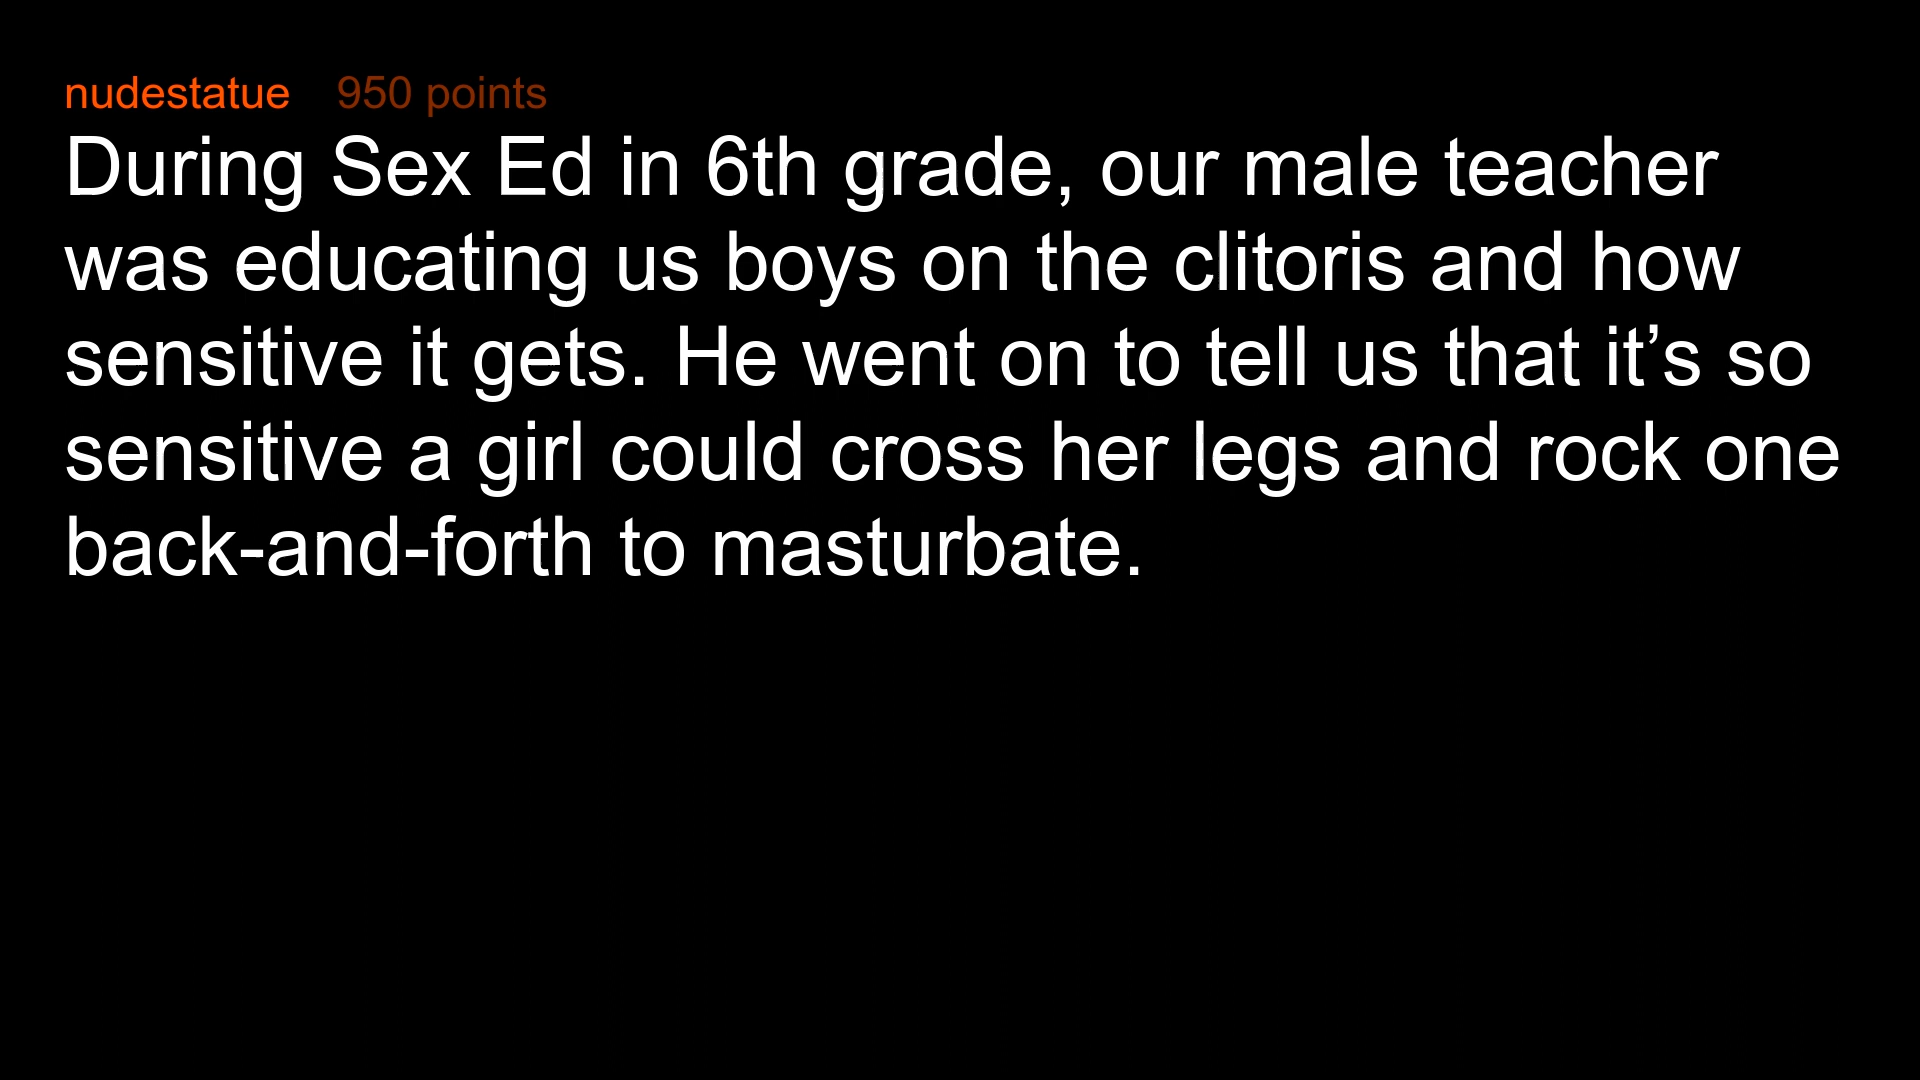 nudestatue 950 points
During Sex Ed in 6th grade, our male teacher
was educating us boys on the clitoris and how
sensitive it gets. He went on to tell us that it’s so
sensitive a girl could cross her legs and rock one
back-and-forth to masturbate.